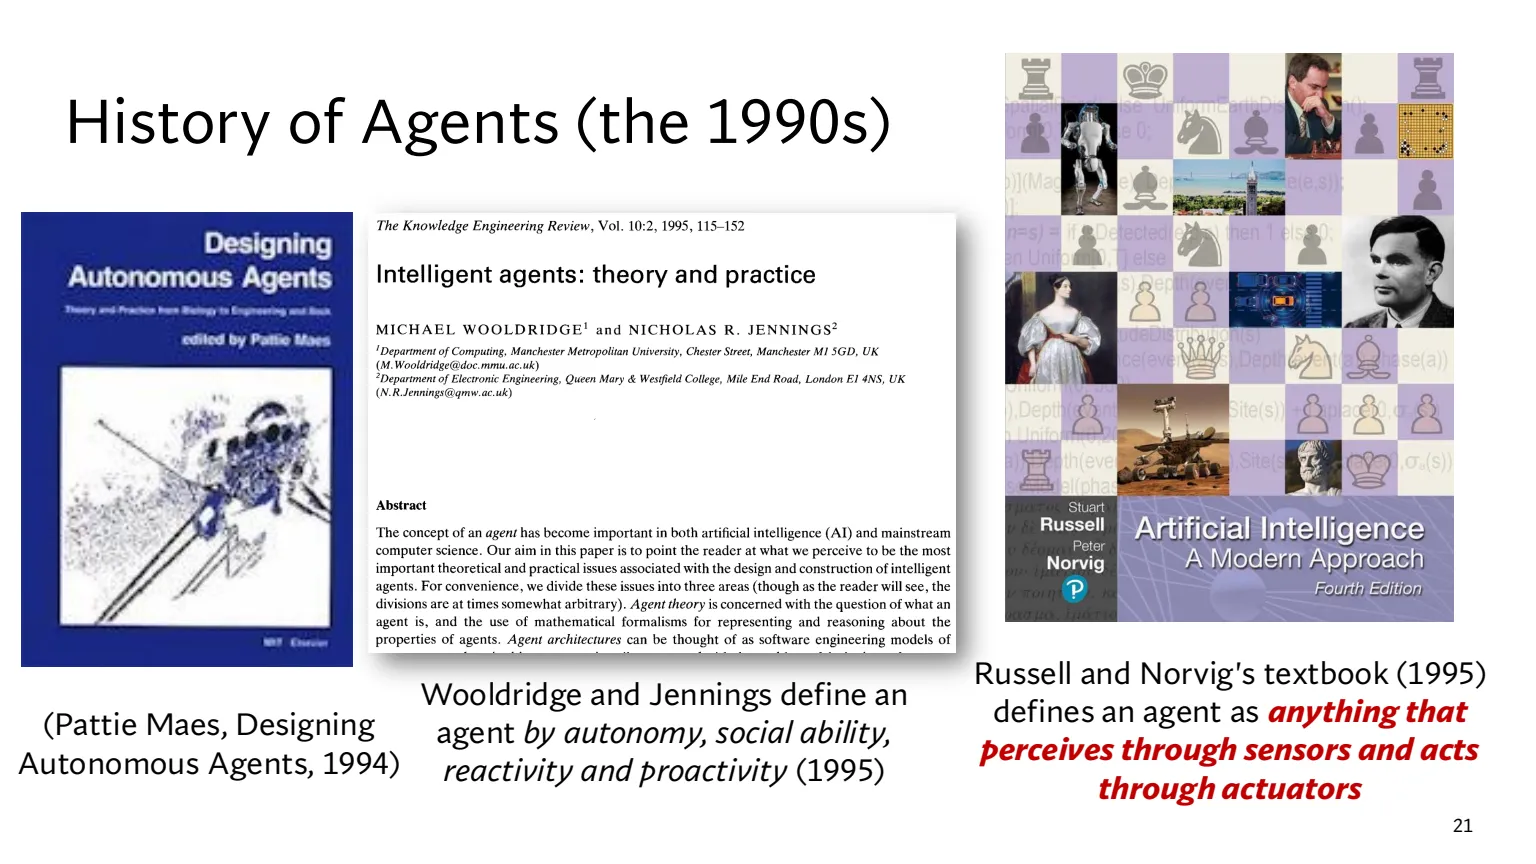 History of Agents (the 1990s)
Designing
Autonomous Agents
Theory and Practice from Biology to Engineering and Back
edited by Pattie Maes
MIT Elsevier
(Pattie Maes, Designing
Autonomous Agents, 1994)
The Knowledge Engineering Review, Vol. 10:2, 1995, 115–152
Intelligent agents: theory and practice
MICHAEL WOOLDRIDGE¹ and NICHOLAS R. JENNINGS²
¹Department of Computing, Manchester Metropolitan University, Chester Street, Manchester M1 5GD, UK
(M.Wooldridge@doc.mmu.ac.uk)
²Department of Electronic Engineering, Queen Mary & Westfield College, Mile End Road, London E1 4NS, UK
(N.R.Jennings@qmw.ac.uk)
Abstract
The concept of an agent has become important in both artificial intelligence (AI) and mainstream
computer science. Our aim in this paper is to point the reader at what we perceive to be the most
important theoretical and practical issues associated with the design and construction of intelligent
agents. For convenience, we divide these issues into three areas (though as the reader will see, the
divisions are at times somewhat arbitrary). Agent theory is concerned with the question of what an
agent is, and the use of mathematical formalisms for representing and reasoning about the
properties of agents. Agent architectures can be thought of as software engineering models of
Wooldridge and Jennings define an
agent by autonomy, social ability,
reactivity and proactivity (1995)
Stuart
Russell
Peter
Norvig
P
Artificial Intelligence
A Modern Approach
Fourth Edition
Russell and Norvig's textbook (1995)
defines an agent as anything that
perceives through sensors and acts
through actuators
21